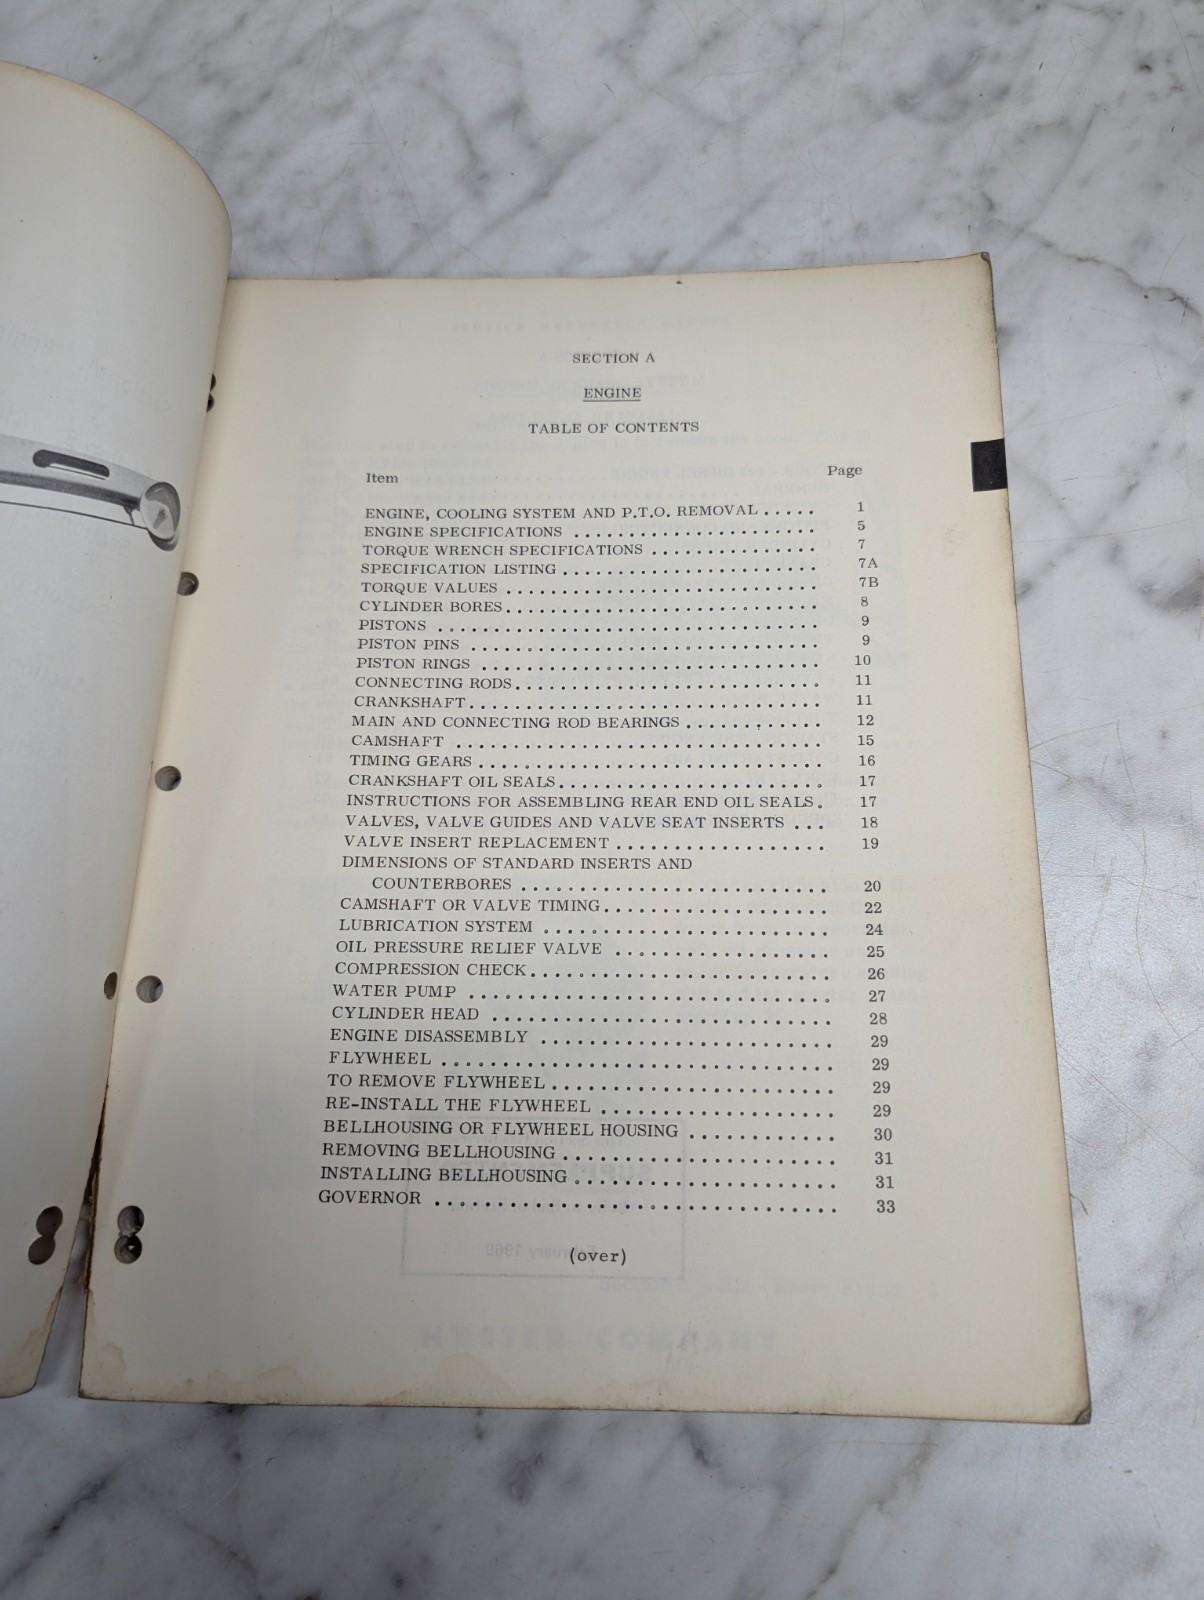 SECTION A
ENGINE
TABLE OF CONTENTS
Item Page
ENGINE, COOLING SYSTEM AND P.T.O. REMOVAL ..... 1
ENGINE SPECIFICATIONS ..................... 5
TORQUE WRENCH SPECIFICATIONS .............. 7
SPECIFICATION LISTING ...................... 7A
TORQUE VALUES ............................ 7B
CYLINDER BORES ............................ 8
PISTONS .................................. 9
PISTON PINS .............................. 9
PISTON RINGS ............................. 10
CONNECTING RODS .......................... 11
CRANKSHAFT ............................... 11
MAIN AND CONNECTING ROD BEARINGS ............ 12
CAMSHAFT ................................ 15
TIMING GEARS ............................. 16
CRANKSHAFT OIL SEALS ....................... 17
INSTRUCTIONS FOR ASSEMBLING REAR END OIL SEALS . 17
VALVES, VALVE GUIDES AND VALVE SEAT INSERTS ... 18
VALVE INSERT REPLACEMENT .................. 19
DIMENSIONS OF STANDARD INSERTS AND
COUNTERBORES .......................... 20
CAMSHAFT OR VALVE TIMING ................... 22
LUBRICATION SYSTEM ........................ 24
OIL PRESSURE RELIEF VALVE .................. 25
COMPRESSION CHECK ......................... 26
WATER PUMP .............................. 27
CYLINDER HEAD ............................ 28
ENGINE DISASSEMBLY ........................ 29
FLYWHEEL ................................ 29
TO REMOVE FLYWHEEL ....................... 29
RE-INSTALL THE FLYWHEEL .................... 29
BELLHOUSING OR FLYWHEEL HOUSING ............ 30
REMOVING BELLHOUSING ....................... 31
INSTALLING BELLHOUSING ...................... 31
GOVERNOR ................................. 33
(over)